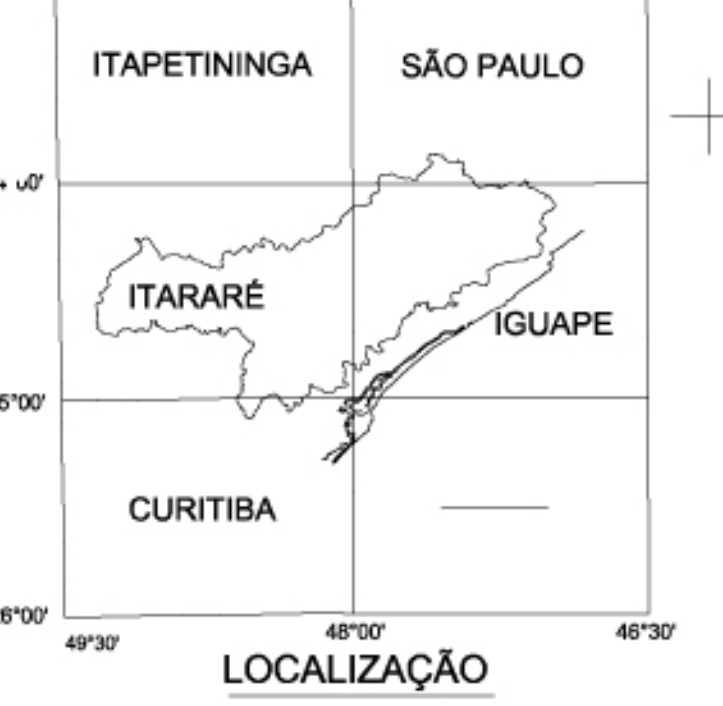 ITAPETININGA SÃO PAULO
ITARARÉ
IGUAPE
5°00'
CURITIBA
6°00'
49°30' 48°00' 46°30'
LOCALIZAÇÃO